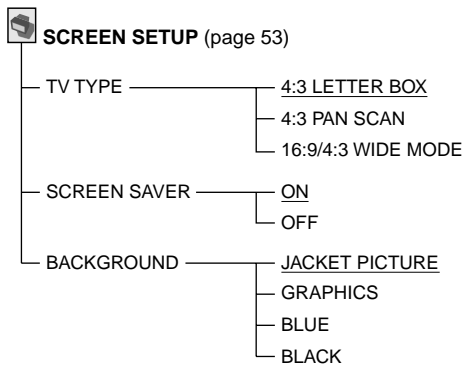 SCREEN SETUP (page 53)
TV TYPE 4:3 LETTER BOX
4:3 PAN SCAN
16:9/4:3 WIDE MODE
SCREEN SAVER ON
OFF
BACKGROUND JACKET PICTURE
GRAPHICS
BLUE
BLACK